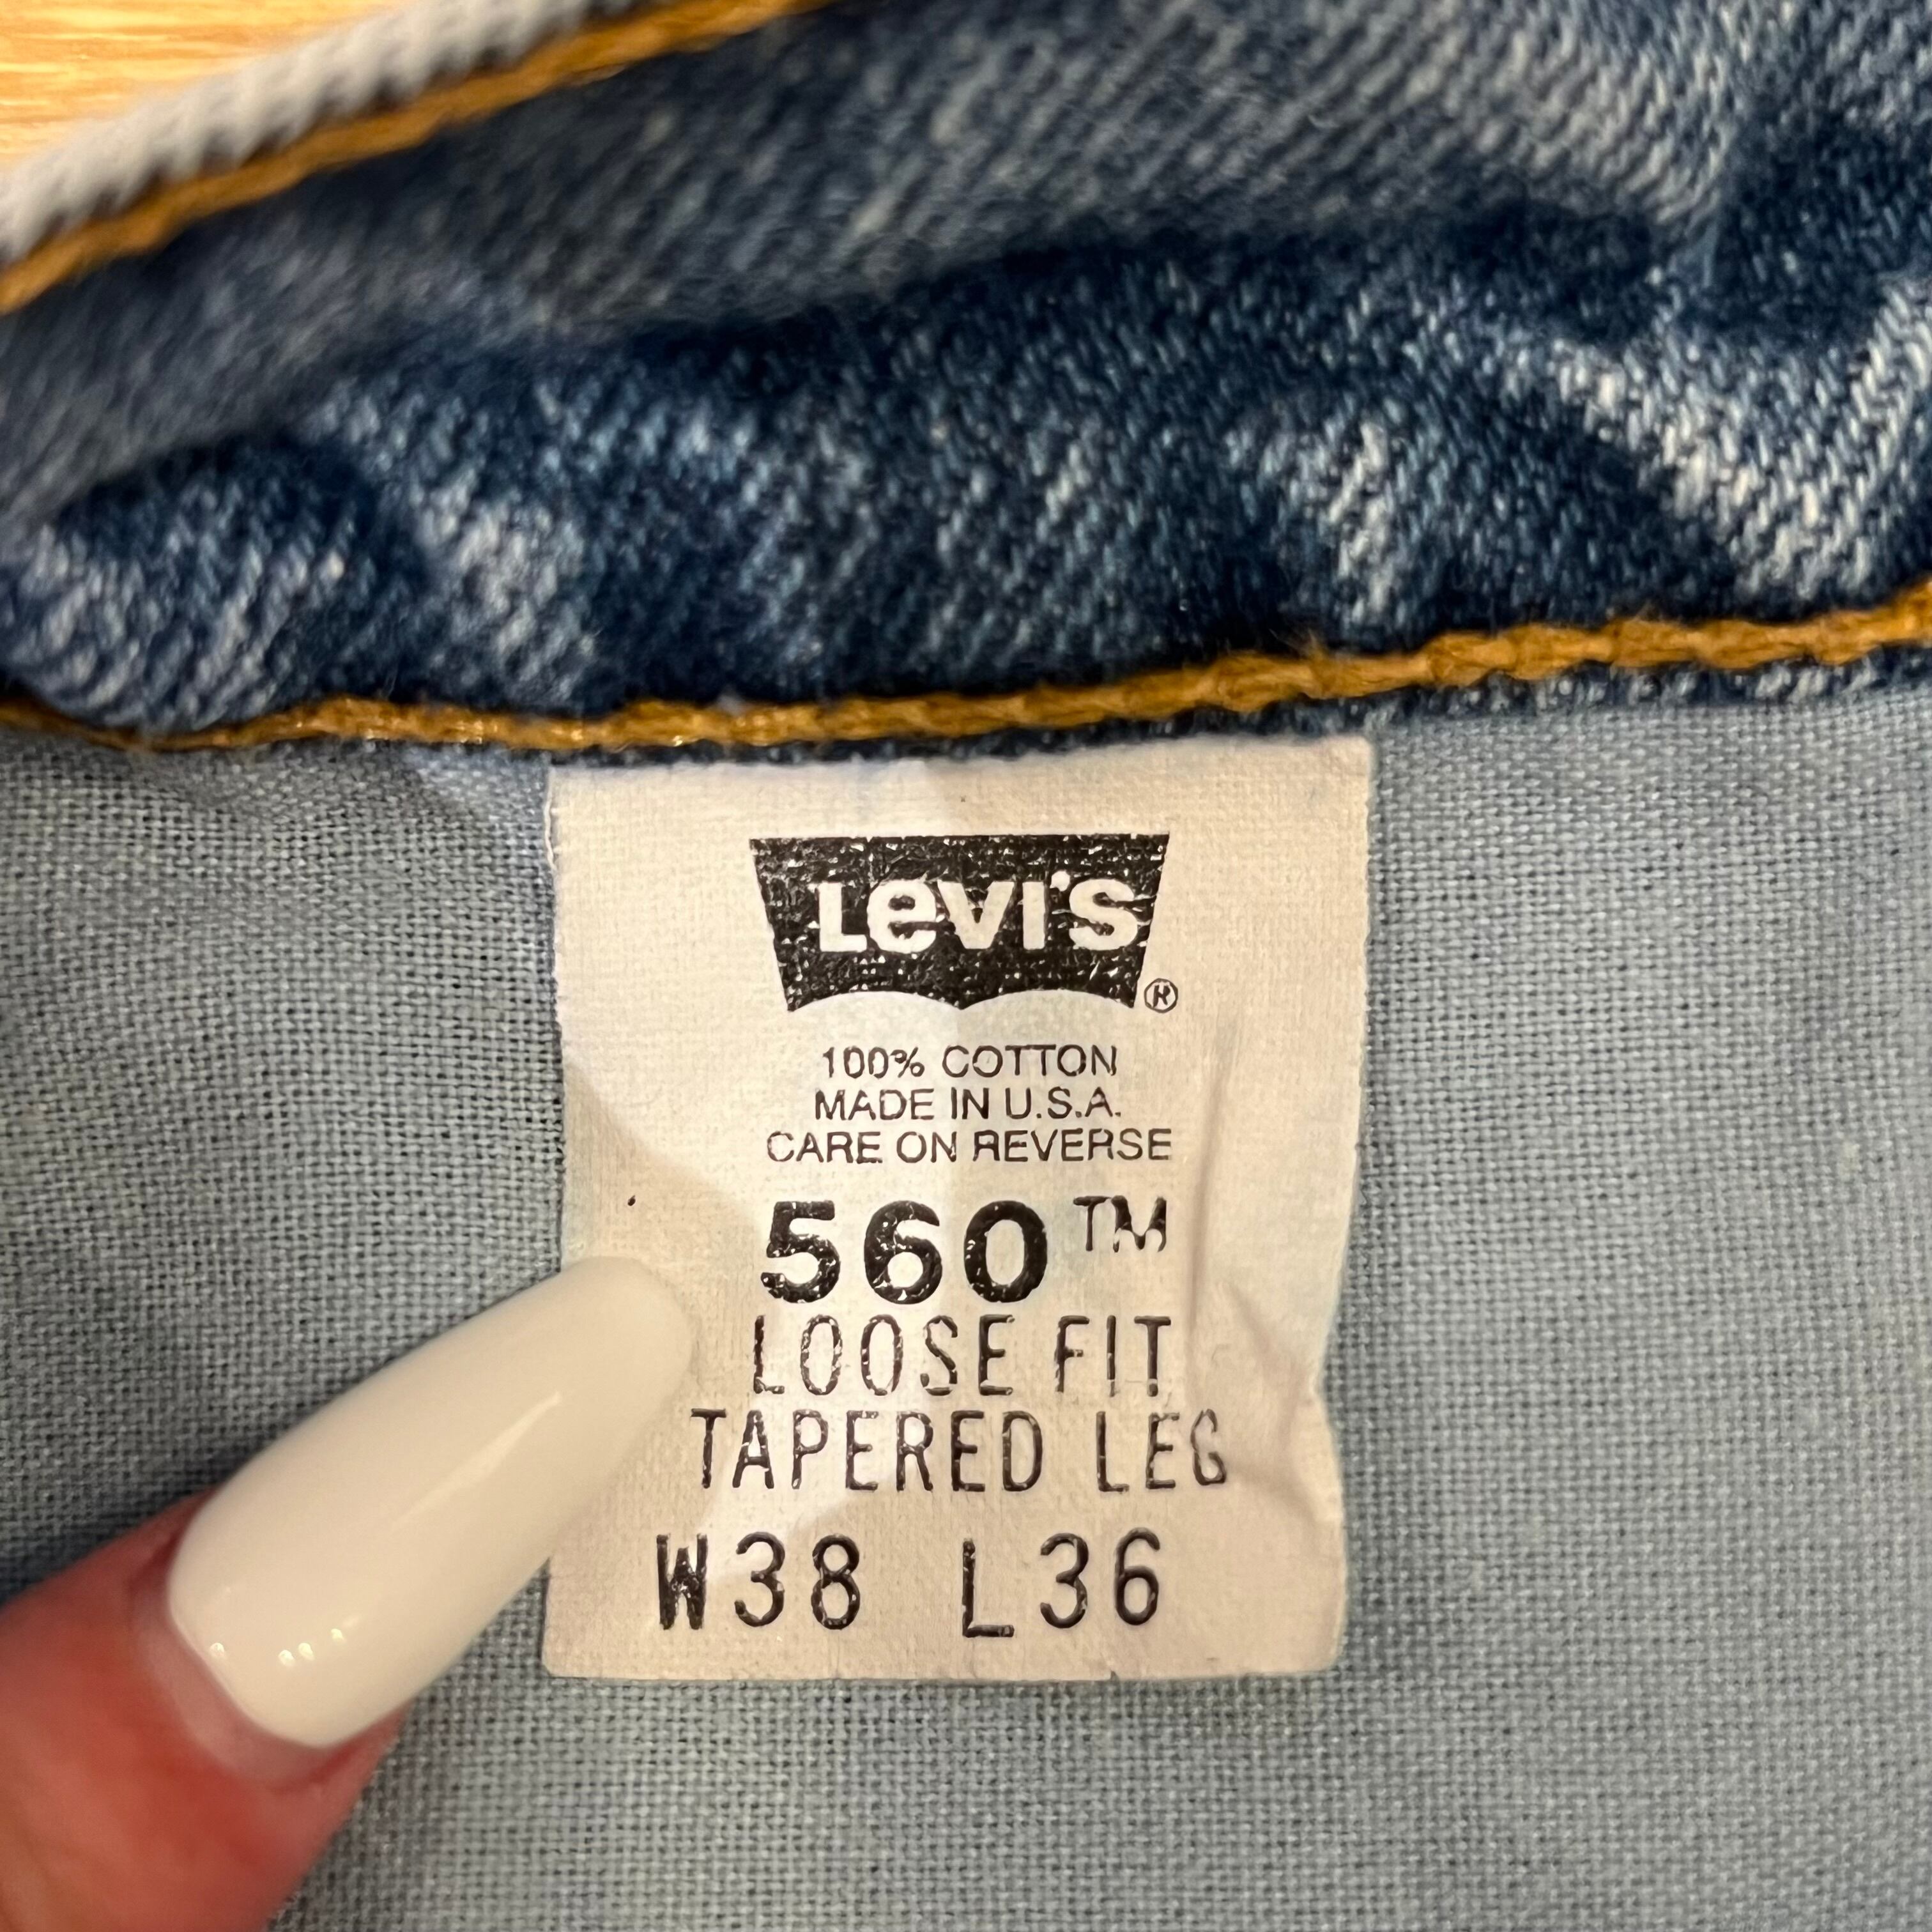 Levi's ®
100% COTTON
MADE IN U.S.A.
CARE ON REVERSE
560™
LOOSE FIT
TAPERED LEG
W38 L36